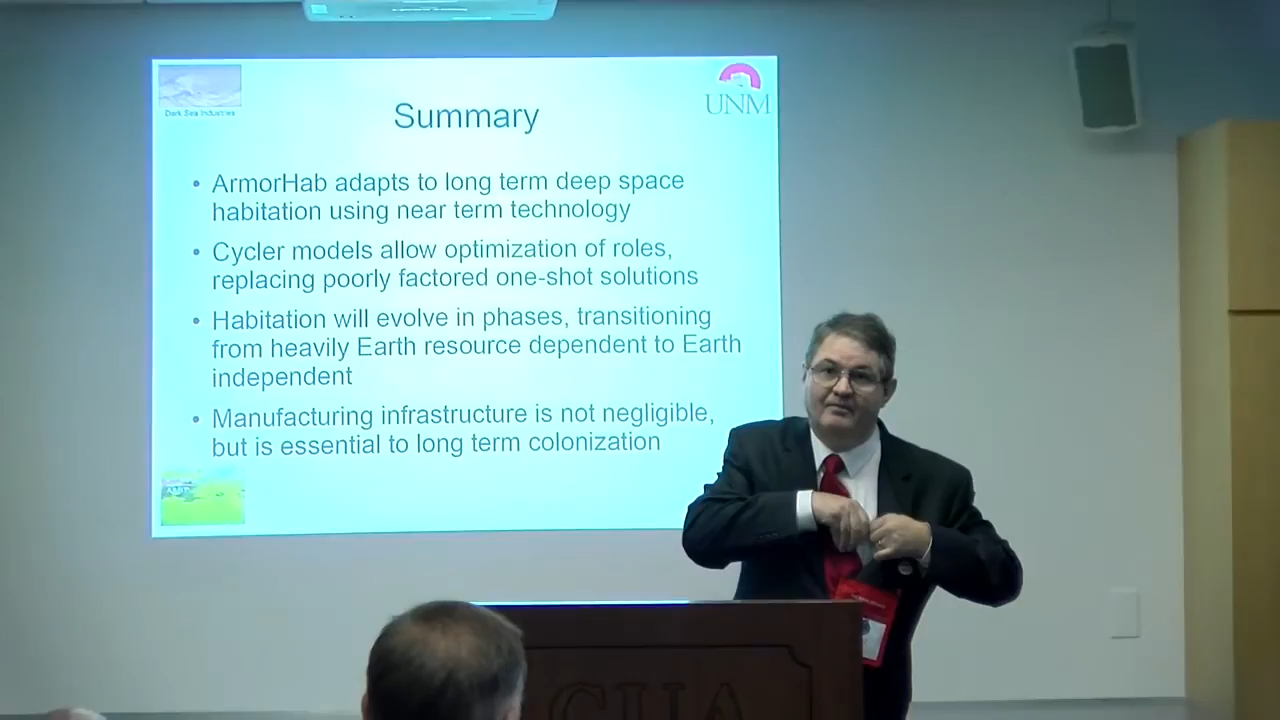 Dark Sea Industries
UNM
Summary
• ArmorHab adapts to long term deep space
habitation using near term technology
• Cycler models allow optimization of roles,
replacing poorly factored one-shot solutions
• Habitation will evolve in phases, transitioning
from heavily Earth resource dependent to Earth
independent
• Manufacturing infrastructure is not negligible,
but is essential to long term colonization
CUA